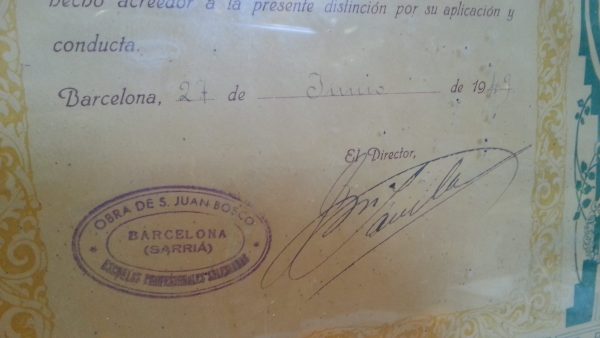 hecho acreedor a la presente distinción por su aplicación y
conducta.
Barcelona, 27 de Junio de 1949
El Director,
OBRA DE S. JUAN BOSCO
BARCELONA
(SARRIÁ)
ESCUELAS PROFESIONALES SALESIANAS